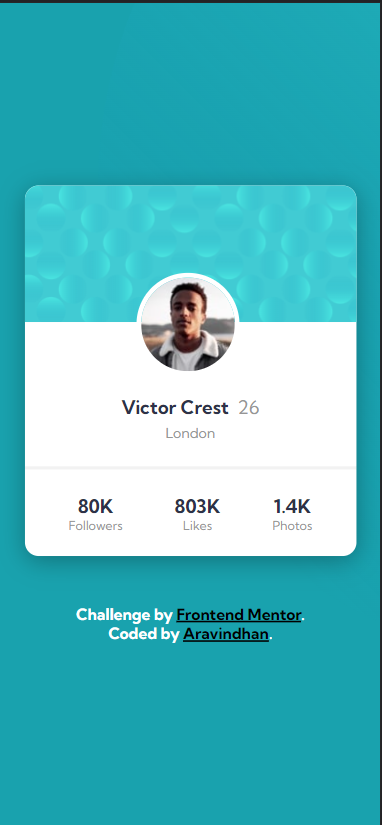 Victor Crest 26
London
80K 803K 1.4K
Followers Likes Photos
Challenge by Frontend Mentor.
Coded by Aravindhan.